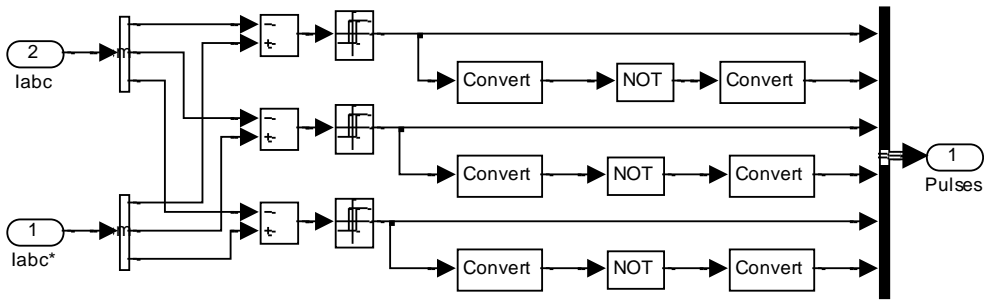 2
Iabc
m
-
+
Convert
NOT
Convert
-
+
Convert
NOT
Convert
1
Pulses
1
Iabc*
m
-
+
Convert
NOT
Convert